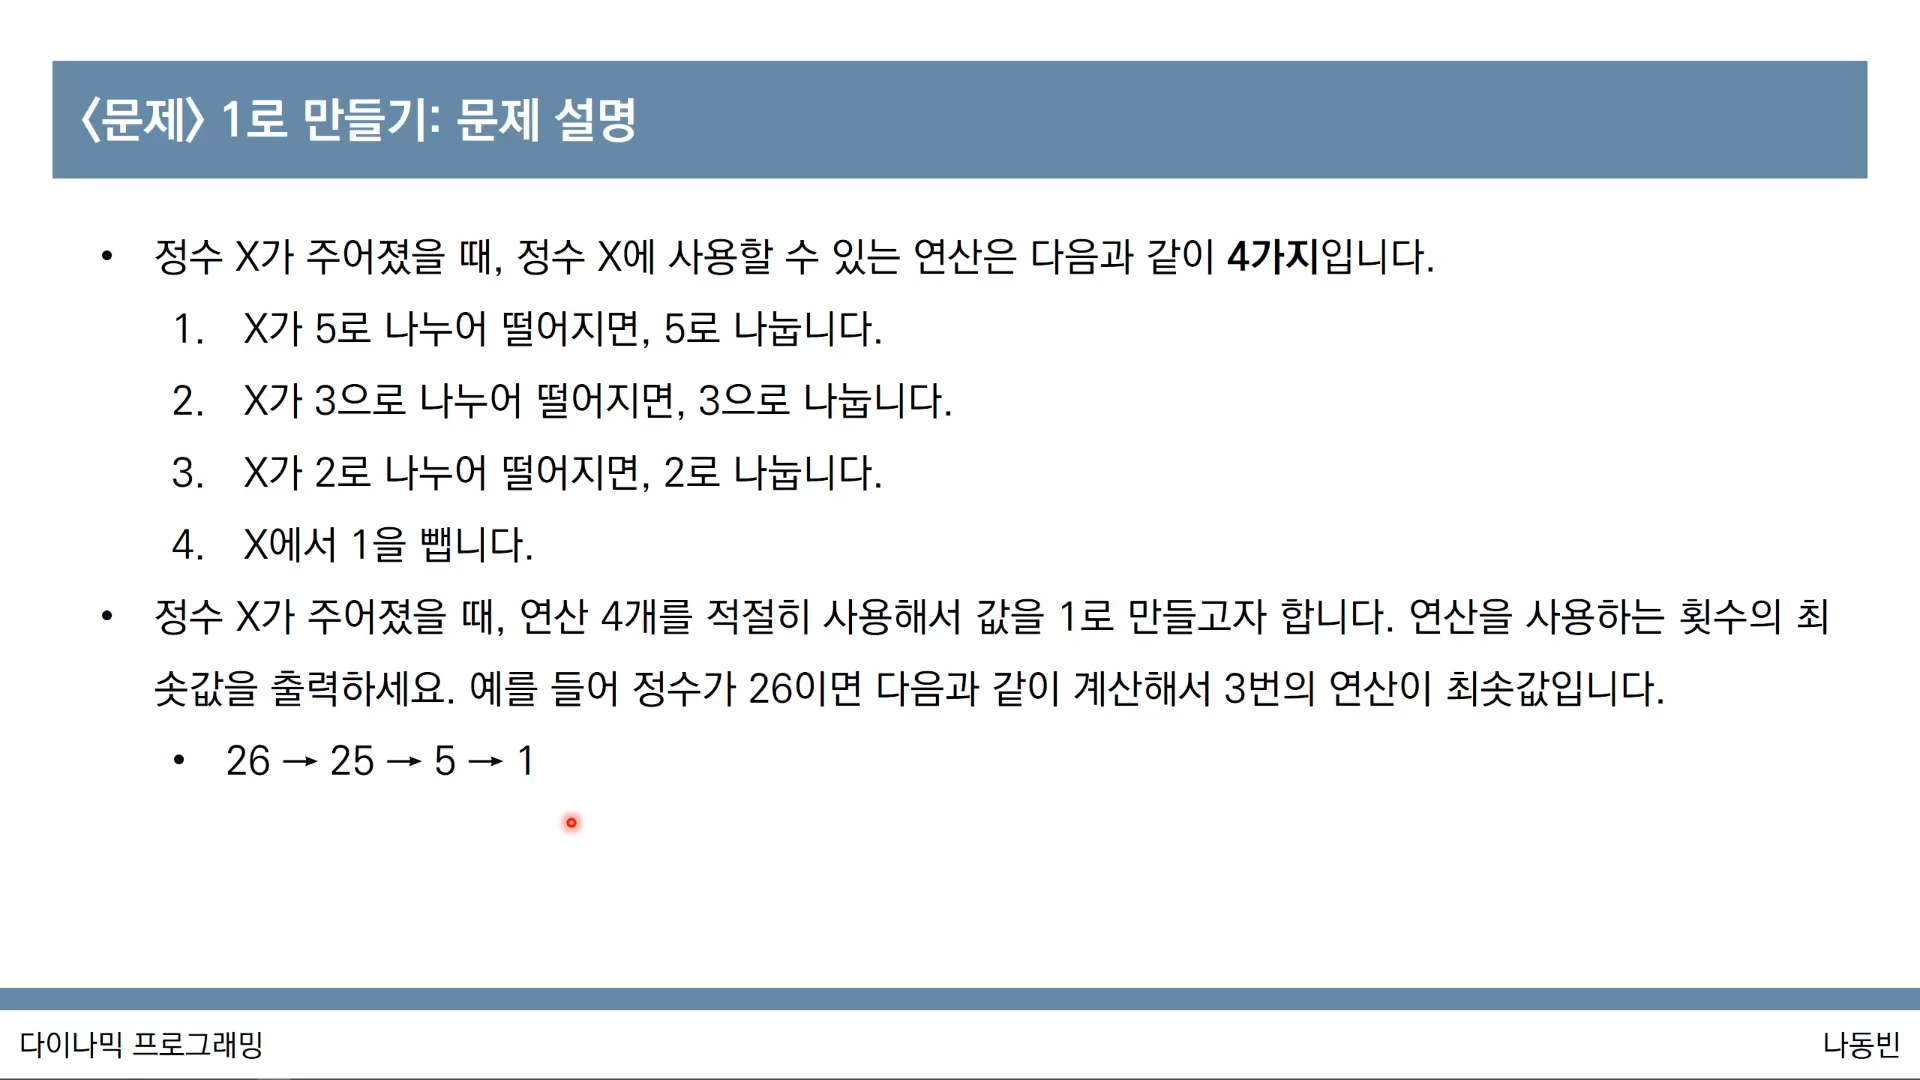 〈문제〉 1로 만들기: 문제 설명
• 정수 X가 주어졌을 때, 정수 X에 사용할 수 있는 연산은 다음과 같이 4가지입니다.
1. X가 5로 나누어 떨어지면, 5로 나눕니다.
2. X가 3으로 나누어 떨어지면, 3으로 나눕니다.
3. X가 2로 나누어 떨어지면, 2로 나눕니다.
4. X에서 1을 뺍니다.
• 정수 X가 주어졌을 때, 연산 4개를 적절히 사용해서 값을 1로 만들고자 합니다. 연산을 사용하는 횟수의 최
솟값을 출력하세요. 예를 들어 정수가 26이면 다음과 같이 계산해서 3번의 연산이 최솟값입니다.
• 26 → 25 → 5 → 1
다이나믹 프로그래밍
나동빈